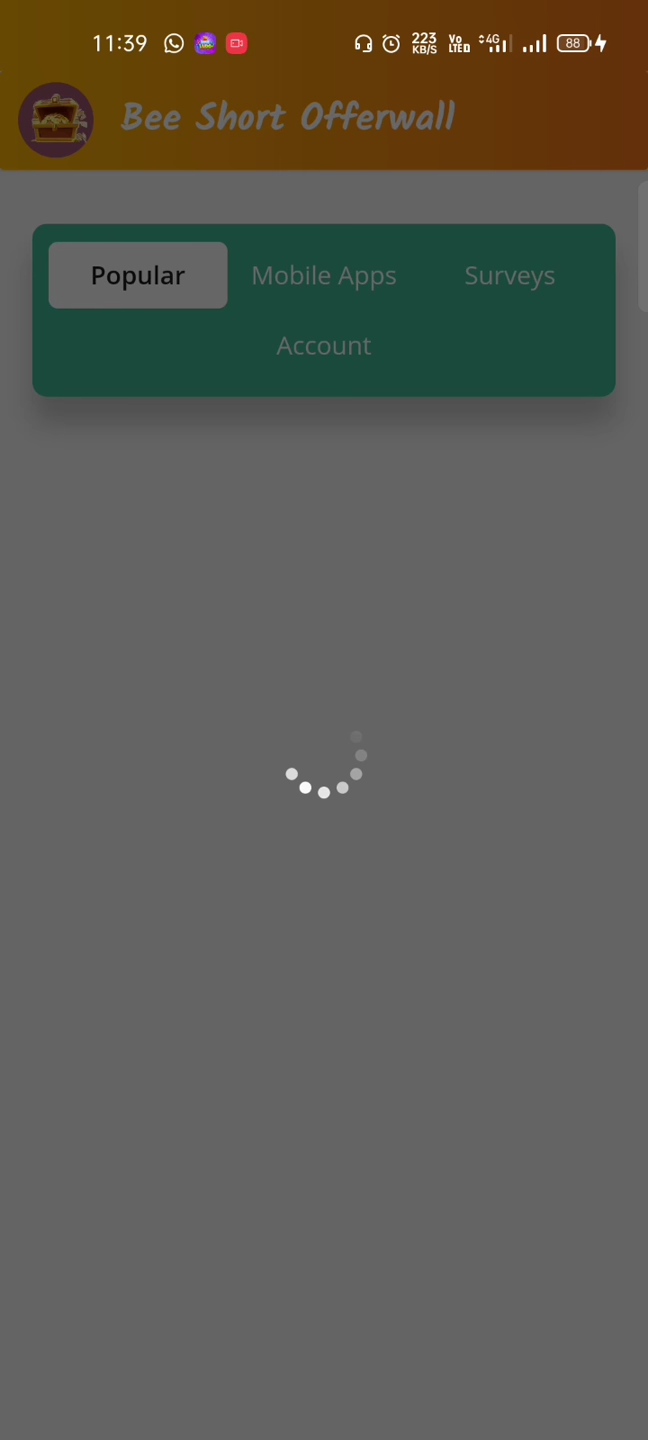 11:39 223 KB/S Vo LTE 4G 88
Bee Short Offerwall
Popular Mobile Apps Surveys
Account